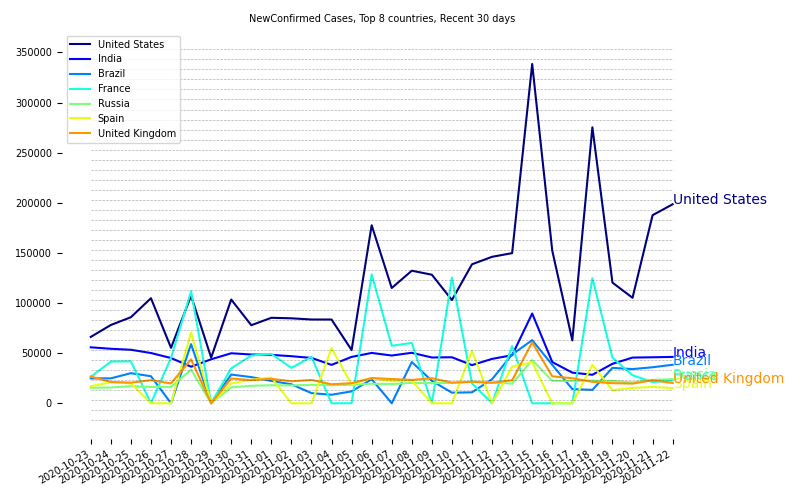 NewConfirmed Cases, Top 8 countries, Recent 30 days
350000
300000
250000
200000
150000
100000
50000
0
United States
India
Brazil
France
Russia
Spain
United Kingdom
United States
India
Brazil
Russia
United Kingdom
Spain
2020-10-23
2020-10-24
2020-10-25
2020-10-26
2020-10-27
2020-10-28
2020-10-29
2020-10-30
2020-10-31
2020-11-01
2020-11-02
2020-11-03
2020-11-04
2020-11-05
2020-11-06
2020-11-07
2020-11-08
2020-11-09
2020-11-10
2020-11-11
2020-11-12
2020-11-13
2020-11-14
2020-11-15
2020-11-16
2020-11-17
2020-11-18
2020-11-19
2020-11-20
2020-11-21
2020-11-22